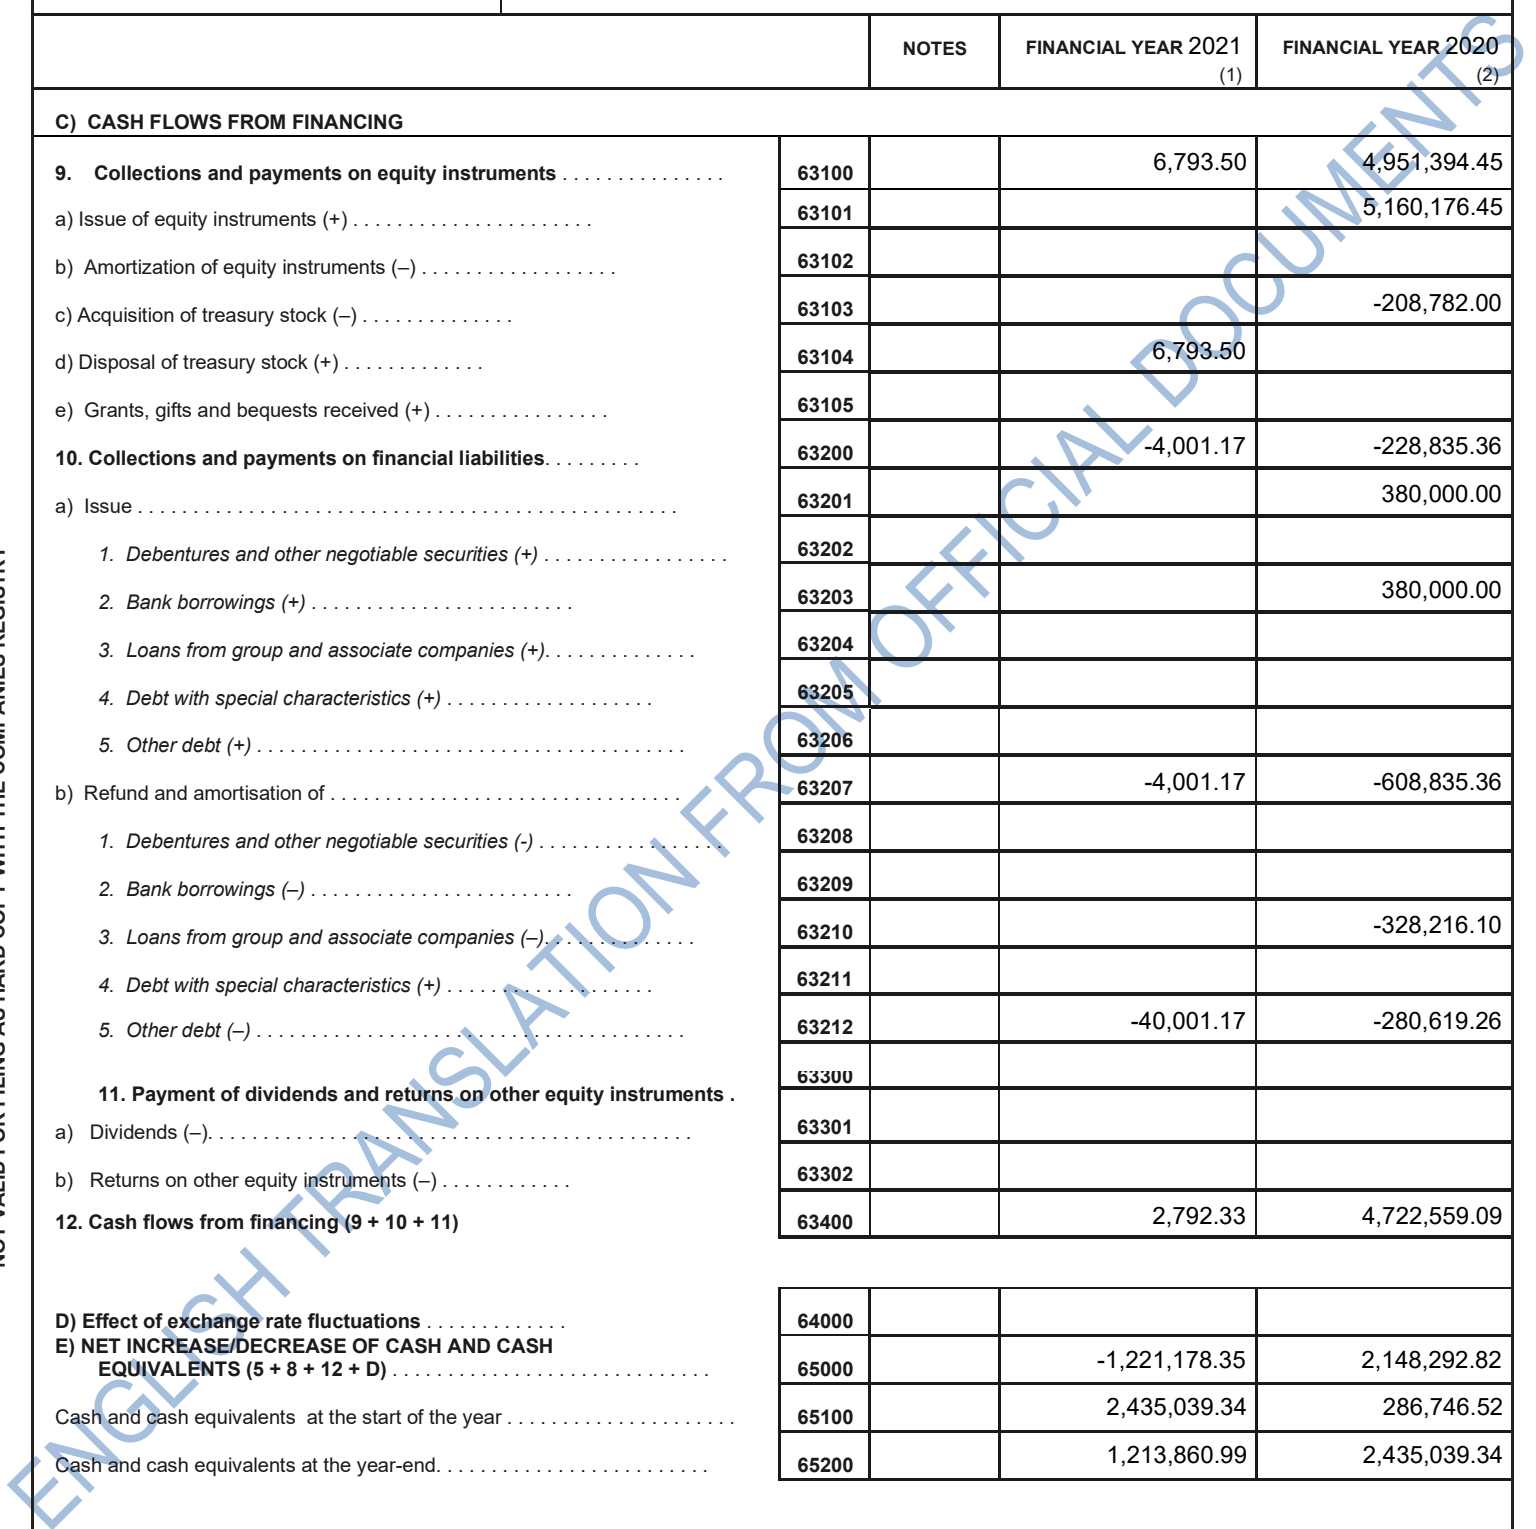 NOTES FINANCIAL YEAR 2021 FINANCIAL YEAR 2020
(1) (2)
C) CASH FLOWS FROM FINANCING
9. Collections and payments on equity instruments . . . . . . . . . . . . . . . 63100 6,793.50 4,951,394.45
a) Issue of equity instruments (+) . . . . . . . . . . . . . . . . . . . . . . 63101 5,160,176.45
b) Amortization of equity instruments (–) . . . . . . . . . . . . . . . . . . 63102
c) Acquisition of treasury stock (–) . . . . . . . . . . . . . . 63103 -208,782.00
d) Disposal of treasury stock (+) . . . . . . . . . . . . . 63104 6,793.50
e) Grants, gifts and bequests received (+) . . . . . . . . . . . . . . . . 63105
10. Collections and payments on financial liabilities. . . . . . . . . 63200 -4,001.17 -228,835.36
a) Issue . . . . . . . . . . . . . . . . . . . . . . . . . . . . . . . . . . . . . . . . . . . . . . . . . 63201 380,000.00
1. Debentures and other negotiable securities (+) . . . . . . . . . . . . . . . . . 63202
2. Bank borrowings (+) . . . . . . . . . . . . . . . . . . . . . . . . 63203 380,000.00
3. Loans from group and associate companies (+). . . . . . . . . . . . . . 63204
4. Debt with special characteristics (+) . . . . . . . . . . . . . . . . . . . 63205
5. Other debt (+) . . . . . . . . . . . . . . . . . . . . . . . . . . . . . . . . . . . . . . . 63206
b) Refund and amortisation of . . . . . . . . . . . . . . . . . . . . . . . . . . . . . . . . 63207 -4,001.17 -608,835.36
1. Debentures and other negotiable securities (-) . . . . . . . . . . . . . . . . . 63208
2. Bank borrowings (–) . . . . . . . . . . . . . . . . . . . . . . . . 63209
3. Loans from group and associate companies (–). . . . . . . . . . . . . . 63210 -328,216.10
4. Debt with special characteristics (+) . . . . . . . . . . . . . . . . . . . 63211
5. Other debt (–) . . . . . . . . . . . . . . . . . . . . . . . . . . . . . . . . . . . . . . . 63212 -40,001.17 -280,619.26
11. Payment of dividends and returns on other equity instruments . 63300
a) Dividends (–). . . . . . . . . . . . . . . . . . . . . . . . . . . . . . . . . . . . . . . . . . . . 63301
b) Returns on other equity instruments (–) . . . . . . . . . . . . 63302
12. Cash flows from financing (9 + 10 + 11) 63400 2,792.33 4,722,559.09
D) Effect of exchange rate fluctuations . . . . . . . . . . . . . 64000
E) NET INCREASE/DECREASE OF CASH AND CASH
EQUIVALENTS (5 + 8 + 12 + D) . . . . . . . . . . . . . . . . . . . . . . . . . . . . . 65000 -1,221,178.35 2,148,292.82
Cash and cash equivalents at the start of the year . . . . . . . . . . . . . . . . . . . . . 65100 2,435,039.34 286,746.52
Cash and cash equivalents at the year-end. . . . . . . . . . . . . . . . . . . . . . . . . 65200 1,213,860.99 2,435,039.34
ENGLISH TRANSLATION FROM OFFICIAL DOCUMENTS